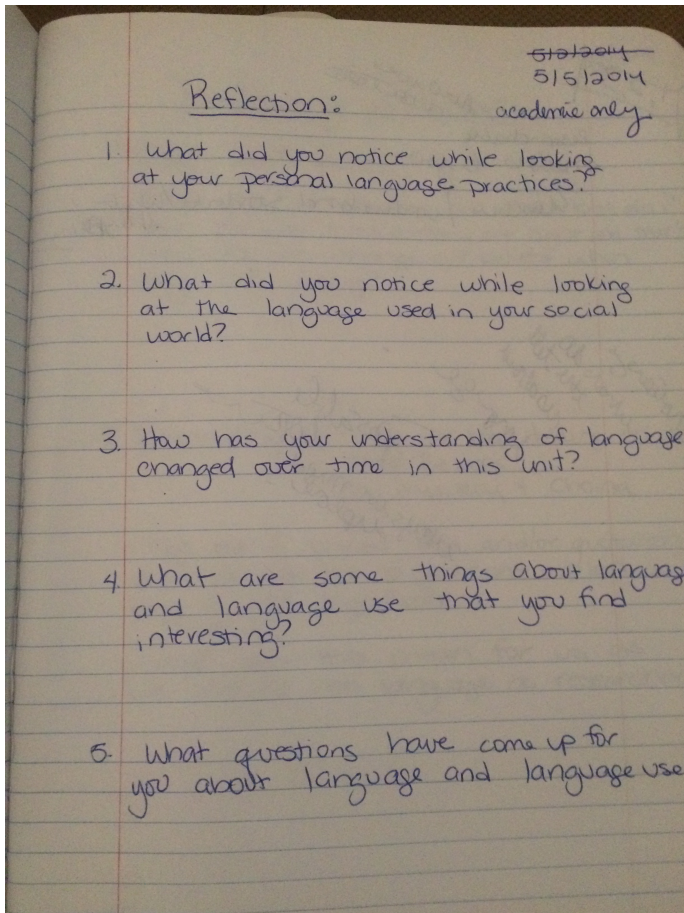 5/2/2014
5/5/2014
Reflection:
academic only
1. What did you notice while looking
at your personal language practices?
2. What did you notice while looking
at the language used in your social
world?
3. How has your understanding of language
changed over time in this unit?
4. What are some things about languag
and language use that you find
interesting?
5. What questions have come up for
you about language and language use